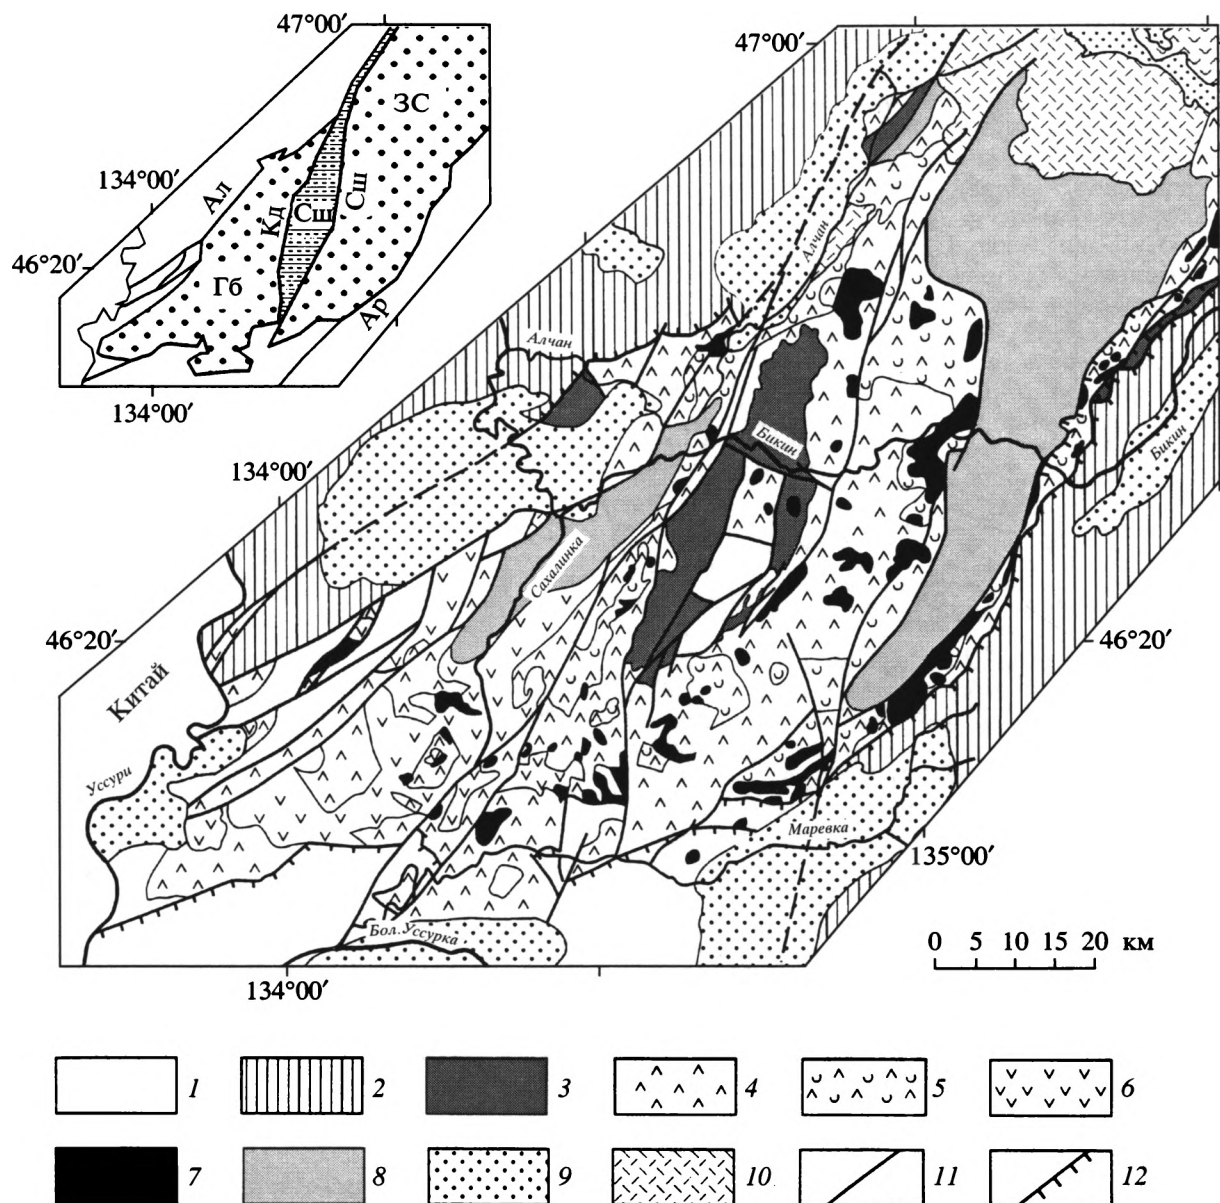 47°00′
ЗС
134°00′
Ал
Кд
Сш
Сш
46°20′
Гб
Ар
134°00′
47°00′
Алчан
Алчан
Бикин
Бикин
134°00′
Сахалинка
46°20′
46°20′
Китай
Уссури
Маревка
135°00′
Бол.Уссурка
0 5 10 15 20 км
134°00′
1 2 3 4 5 6
7 8 9 10 11 12